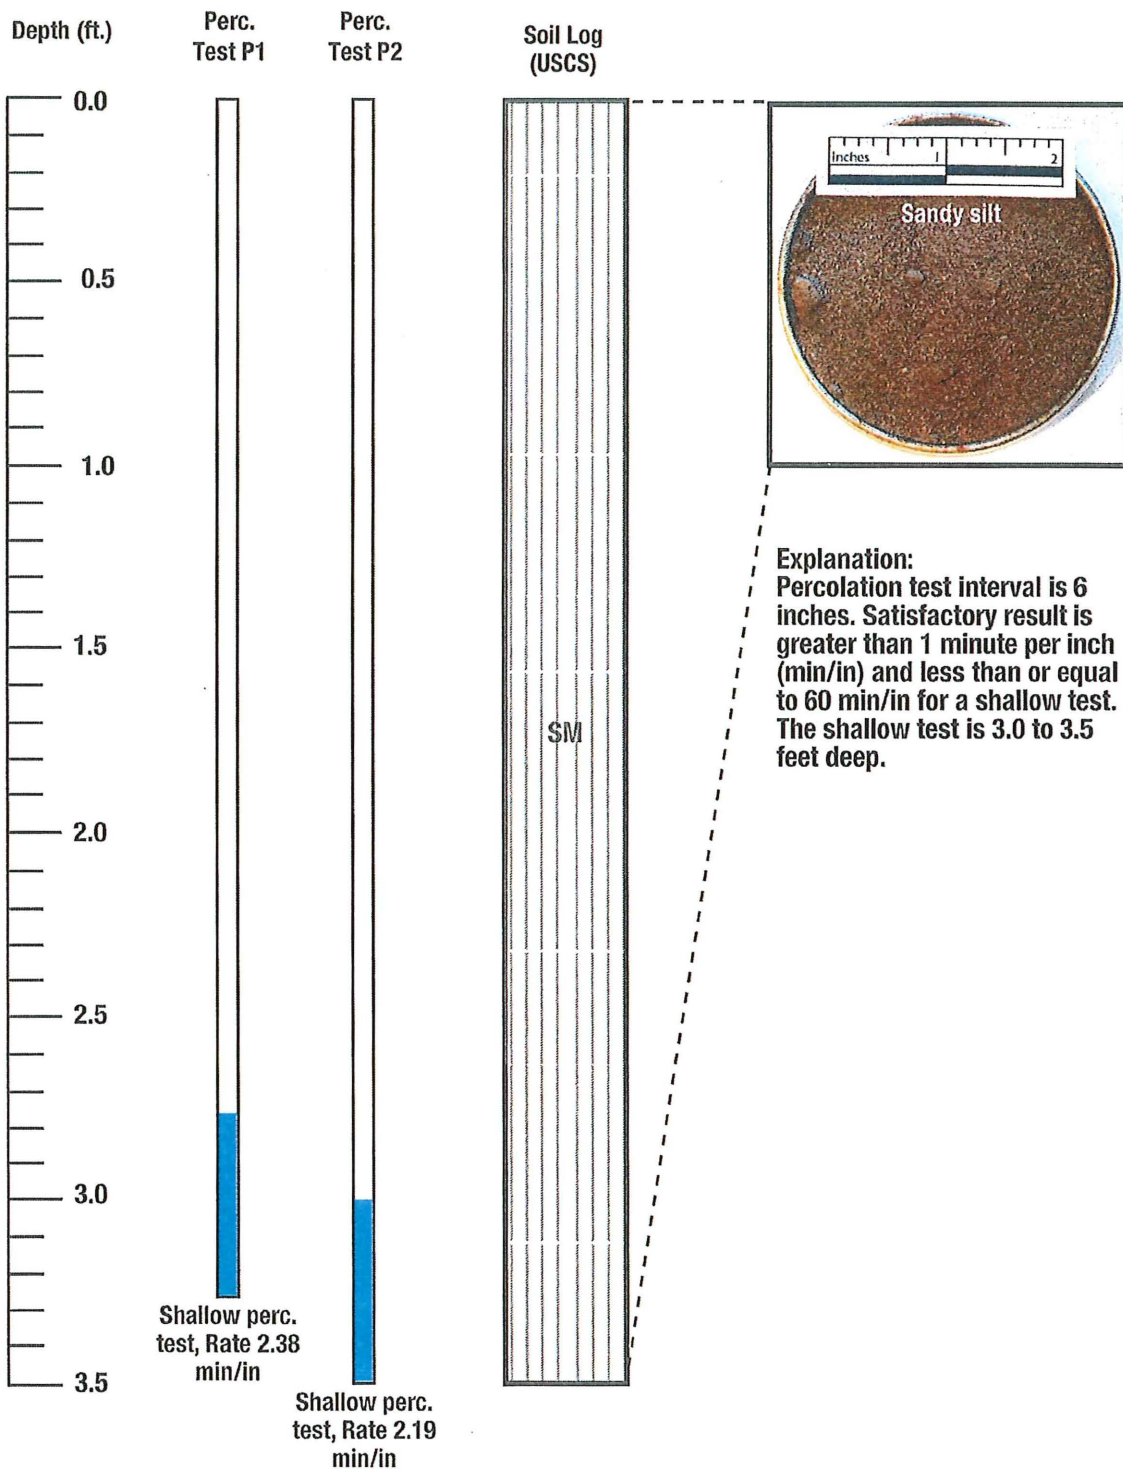 Depth (ft.)
Perc.
Test P1
Perc.
Test P2
Soil Log
(USCS)
0.0
0.5
1.0
1.5
2.0
2.5
3.0
3.5
Inches 1 2
Sandy silt
SM
Explanation:
Percolation test interval is 6
inches. Satisfactory result is
greater than 1 minute per inch
(min/in) and less than or equal
to 60 min/in for a shallow test.
The shallow test is 3.0 to 3.5
feet deep.
Shallow perc.
test, Rate 2.38
min/in
Shallow perc.
test, Rate 2.19
min/in